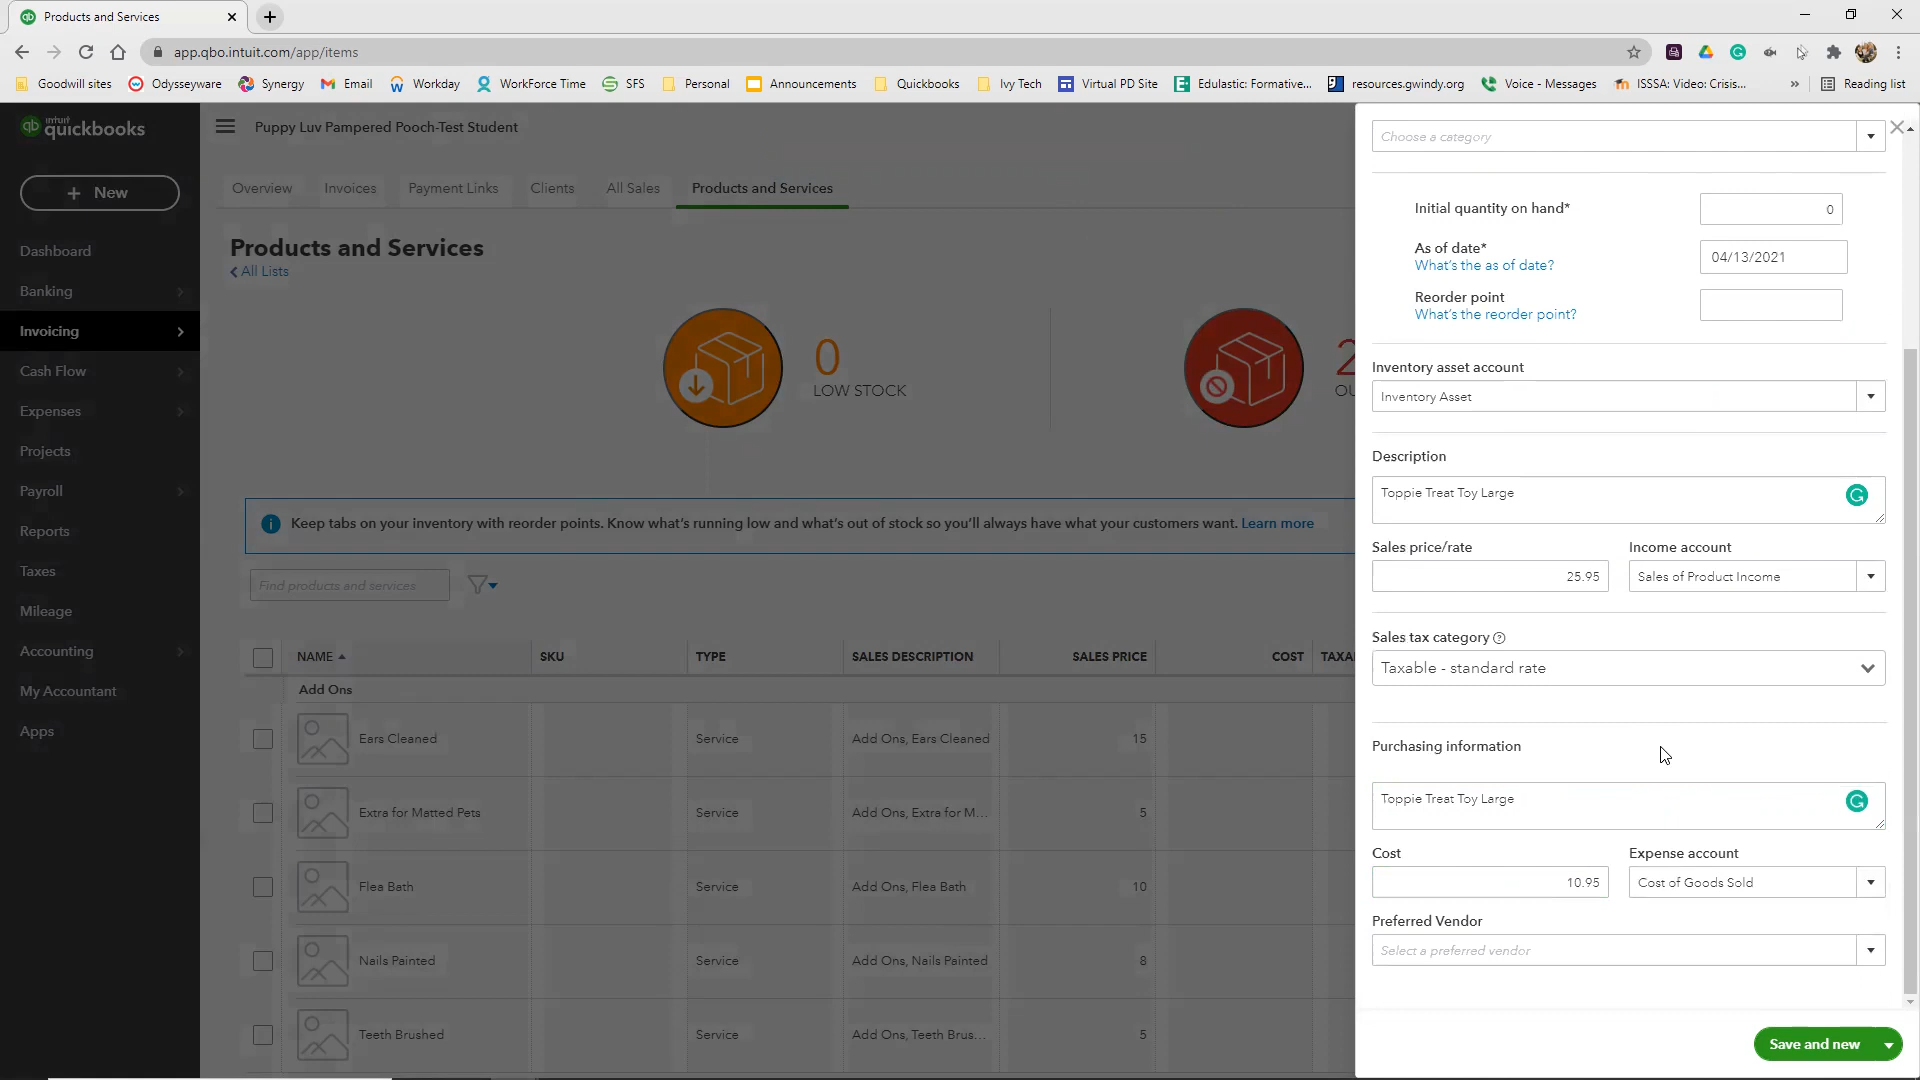 Products and Services
app.qbo.intuit.com/app/items
Goodwill sites
Odysseyware
Synergy
Email
Workday
WorkForce Time
SFS
Personal
Announcements
Quickbooks
Ivy Tech
Virtual PD Site
Edulastic: Formative...
resources.gwindy.org
Voice - Messages
ISSSA: Video: Crisis...
»
Reading list
intuit quickbooks
Puppy Luv Pampered Pooch-Test Student
+ New
Dashboard
Banking
Invoicing
Cash Flow
Expenses
Projects
Payroll
Reports
Taxes
Mileage
Accounting
My Accountant
Apps
Overview
Invoices
Payment Links
Clients
All Sales
Products and Services
Products and Services
All Lists
0
LOW STOCK
2
OU
Keep tabs on your inventory with reorder points. Know what's running low and what's out of stock so you'll always have what your customers want. Learn more
Find products and services
NAME SKU TYPE SALES DESCRIPTION SALES PRICE COST TAXA
Add Ons
Ears Cleaned Service Add Ons, Ears Cleaned 15
Extra for Matted Pets Service Add Ons, Extra for M... 5
Flea Bath Service Add Ons, Flea Bath 10
Nails Painted Service Add Ons, Nails Painted 8
Teeth Brushed Service Add Ons, Teeth Brus... 5
Choose a category
Initial quantity on hand* 0
As of date* 04/13/2021
What's the as of date?
Reorder point
What's the reorder point?
Inventory asset account
Inventory Asset
Description
Toppie Treat Toy Large
Sales price/rate Income account
25.95 Sales of Product Income
Sales tax category ?
Taxable - standard rate
Purchasing information
Toppie Treat Toy Large
Cost Expense account
10.95 Cost of Goods Sold
Preferred Vendor
Select a preferred vendor
Save and new